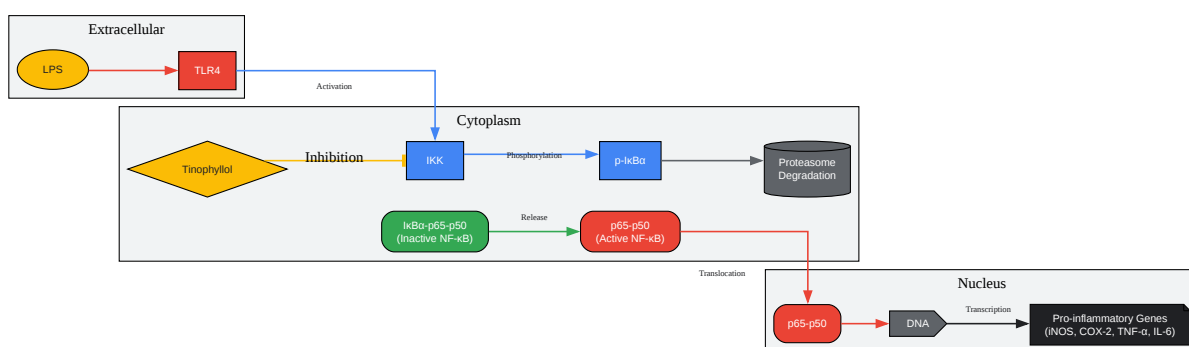 Extracellular
LPS
TLR4
Activation
Cytoplasm
Tinophyllol
Inhibition
IKK
Phosphorylation
p-IκBα
Proteasome
Degradation
IκBα-p65-p50
(Inactive NF-κB)
Release
p65-p50
(Active NF-κB)
Translocation
Nucleus
p65-p50
DNA
Transcription
Pro-inflammatory Genes
(iNOS, COX-2, TNF-α, IL-6)